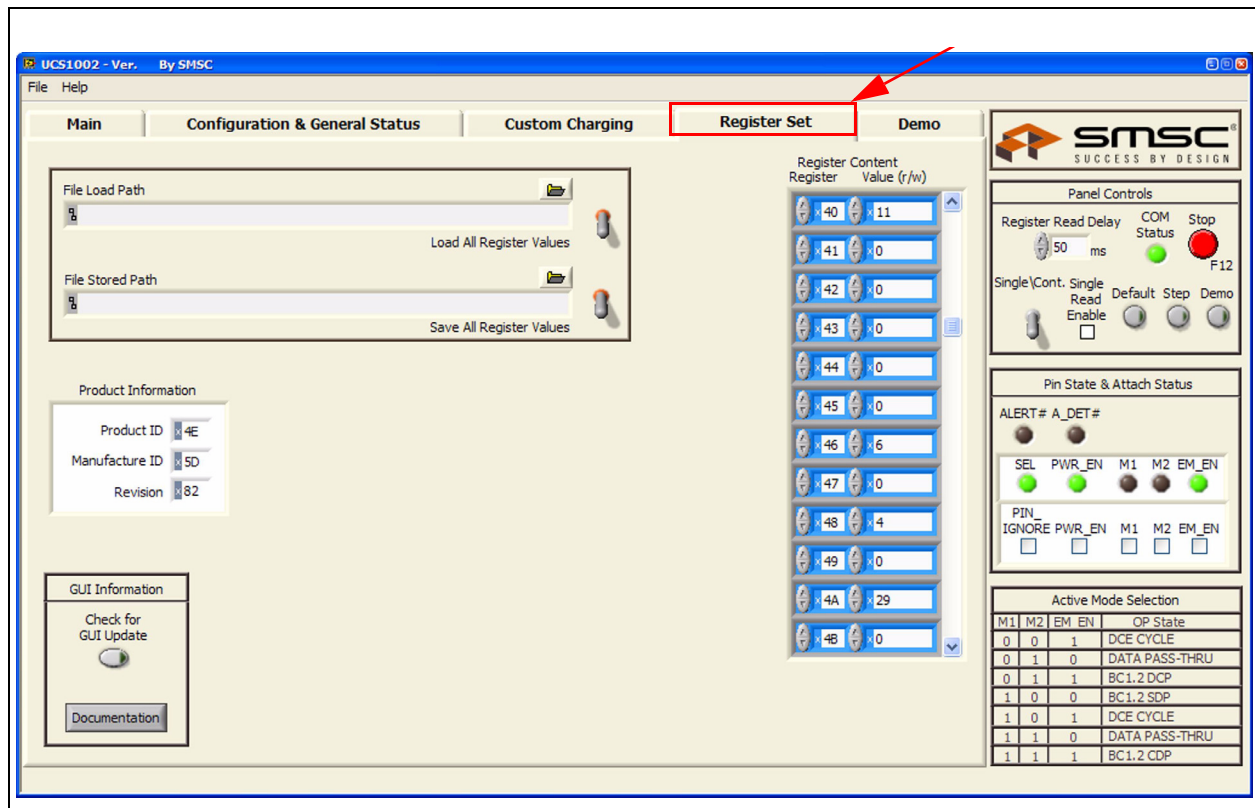 UCS1002 - Ver. By SMSC
File Help
Main Configuration & General Status Custom Charging Register Set Demo
File Load Path
Load All Register Values
File Stored Path
Save All Register Values
Product Information
Product ID x 4E
Manufacture ID x 5D
Revision x 82
GUI Information
Check for
GUI Update
Documentation
Register Content
Register Value (r/w)
x 40 x 11
x 41 x 0
x 42 x 0
x 43 x 0
x 44 x 0
x 45 x 0
x 46 x 6
x 47 x 0
x 48 x 4
x 49 x 0
x 4A x 29
x 4B x 0
smsc®
SUCCESS BY DESIGN
Panel Controls
Register Read Delay
50 ms
COM
Status
Stop
F12
Single\Cont.
Single
Read
Enable
Default Step Demo
Pin State & Attach Status
ALERT# A_DET#
SEL PWR_EN M1 M2 EM_EN
PIN_
IGNORE PWR_EN M1 M2 EM_EN
Active Mode Selection
M1 M2 EM EN OP State
0 0 1 DCE CYCLE
0 1 0 DATA PASS-THRU
0 1 1 BC1.2 DCP
1 0 0 BC1.2 SDP
1 0 1 DCE CYCLE
1 1 0 DATA PASS-THRU
1 1 1 BC1.2 CDP